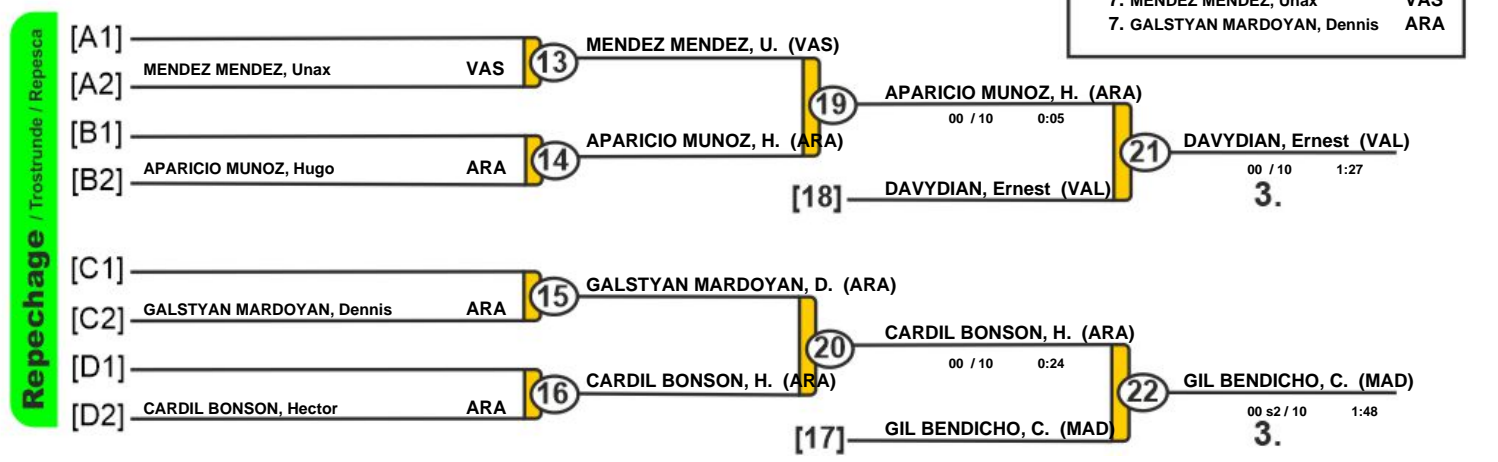 7. MENDEZ MENDEZ, Unax VAS
7. GALSTYAN MARDOYAN, Dennis ARA
Repechage / Trostrunde / Repesca
[A1]
MENDEZ MENDEZ, Unax VAS
[A2]
13
MENDEZ MENDEZ, U. (VAS)
[B1]
APARICIO MUNOZ, Hugo ARA
[B2]
14
APARICIO MUNOZ, H. (ARA)
19
APARICIO MUNOZ, H. (ARA)
00 / 10 0:05
[18]
DAVYDIAN, Ernest (VAL)
21
DAVYDIAN, Ernest (VAL)
00 / 10 1:27
3.
[C1]
GALSTYAN MARDOYAN, Dennis ARA
[C2]
15
GALSTYAN MARDOYAN, D. (ARA)
[D1]
CARDIL BONSON, Hector ARA
[D2]
16
CARDIL BONSON, H. (ARA)
20
CARDIL BONSON, H. (ARA)
00 / 10 0:24
[17]
GIL BENDICHO, C. (MAD)
22
GIL BENDICHO, C. (MAD)
00 s2 / 10 1:48
3.